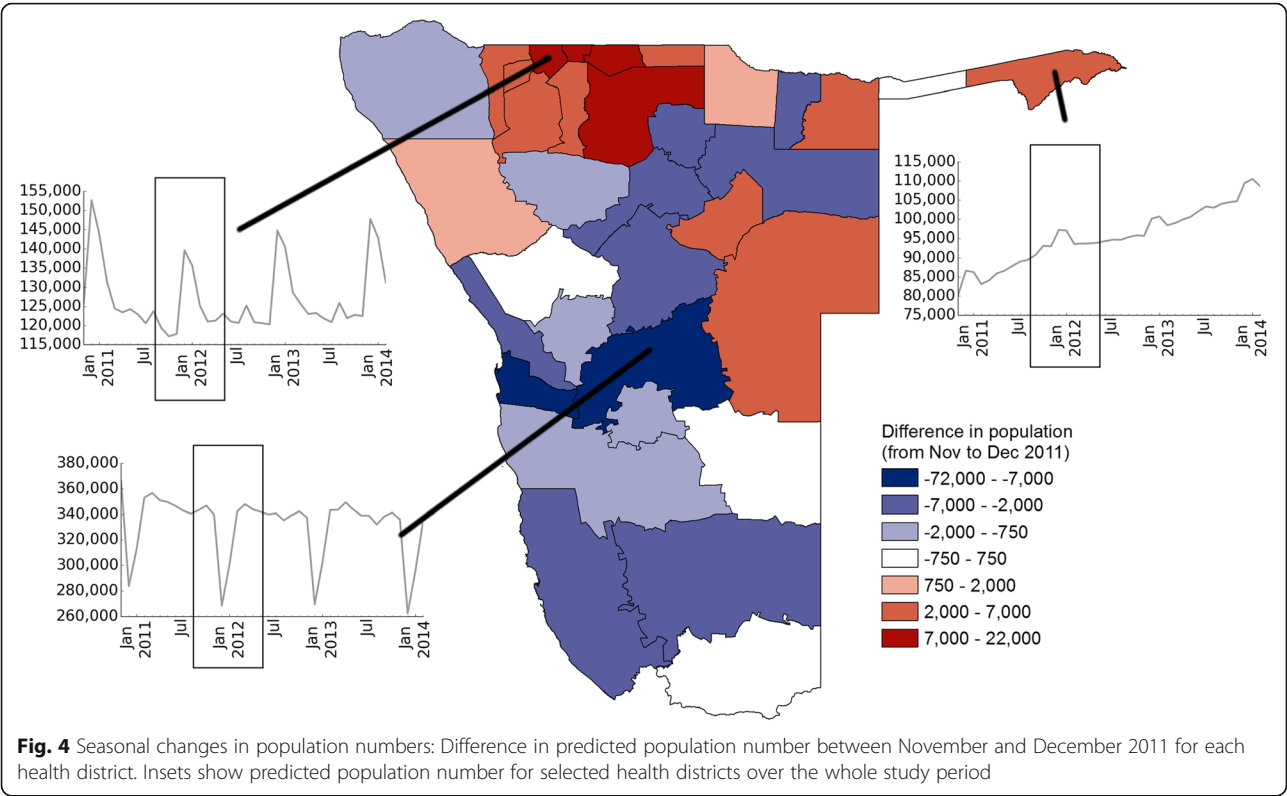 155,000
150,000
145,000
140,000
135,000
130,000
125,000
120,000
115,000
Jan
2011
Jul
Jan
2012
Jul
Jan
2013
Jul
Jan
2014
115,000
110,000
105,000
100,000
95,000
90,000
85,000
80,000
75,000
Jan
2011
Jul
Jan
2012
Jul
Jan
2013
Jul
Jan
2014
380,000
360,000
340,000
320,000
300,000
280,000
260,000
Jan
2011
Jul
Jan
2012
Jul
Jan
2013
Jul
Jan
2014
Difference in population
(from Nov to Dec 2011)
-72,000 - -7,000
-7,000 - -2,000
-2,000 - -750
-750 - 750
750 - 2,000
2,000 - 7,000
7,000 - 22,000
Fig. 4 Seasonal changes in population numbers: Difference in predicted population number between November and December 2011 for each
health district. Insets show predicted population number for selected health districts over the whole study period